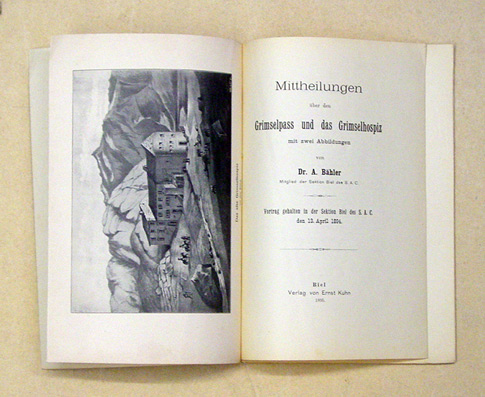 Mittheilungen
über den
Grimselpass und das Grimselhospiz
mit zwei Abbildungen
von
Dr. A. Bähler
Mitglied der Sektion Biel des S. A. C.
Vortrag gehalten in der Sektion Biel des S. A. C.
den 13. April 1894.
Biel
Verlag von Ernst Kuhn
1895.